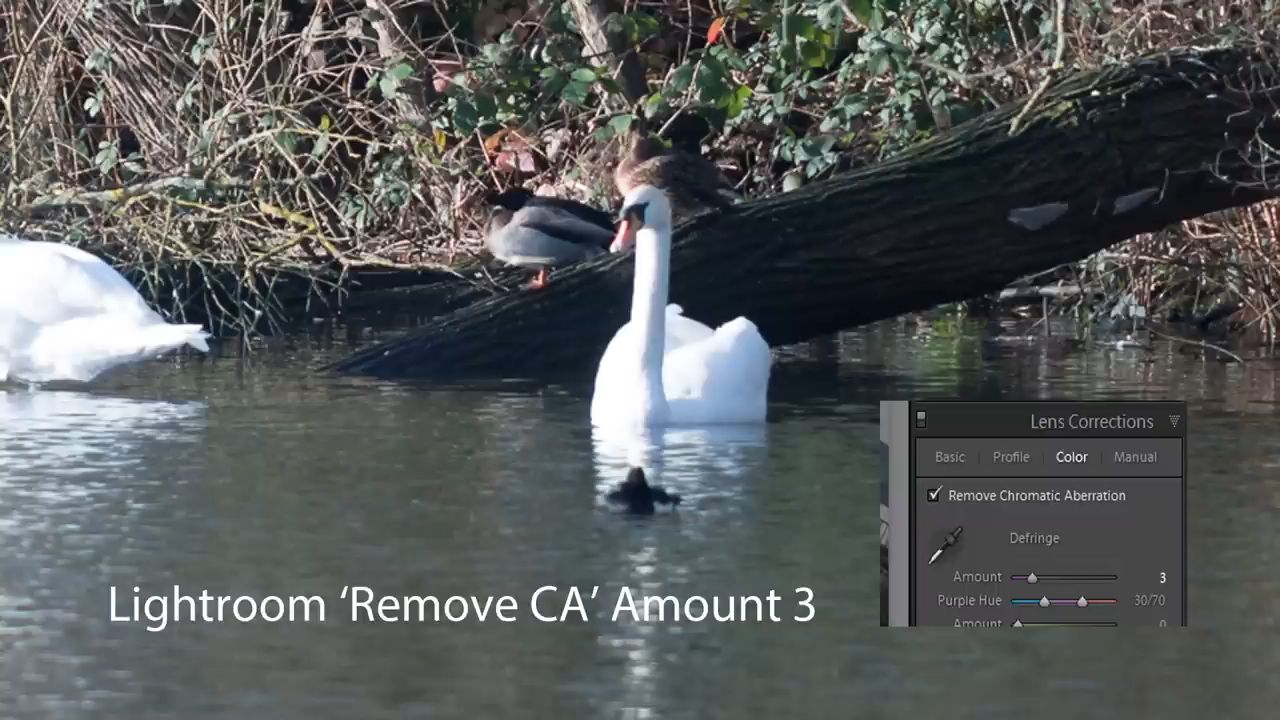 Lens Corrections
Basic Profile Color Manual
Remove Chromatic Aberration
Defringe
Amount 3
Purple Hue 30/70
Amount 0
Lightroom ‘Remove CA’ Amount 3